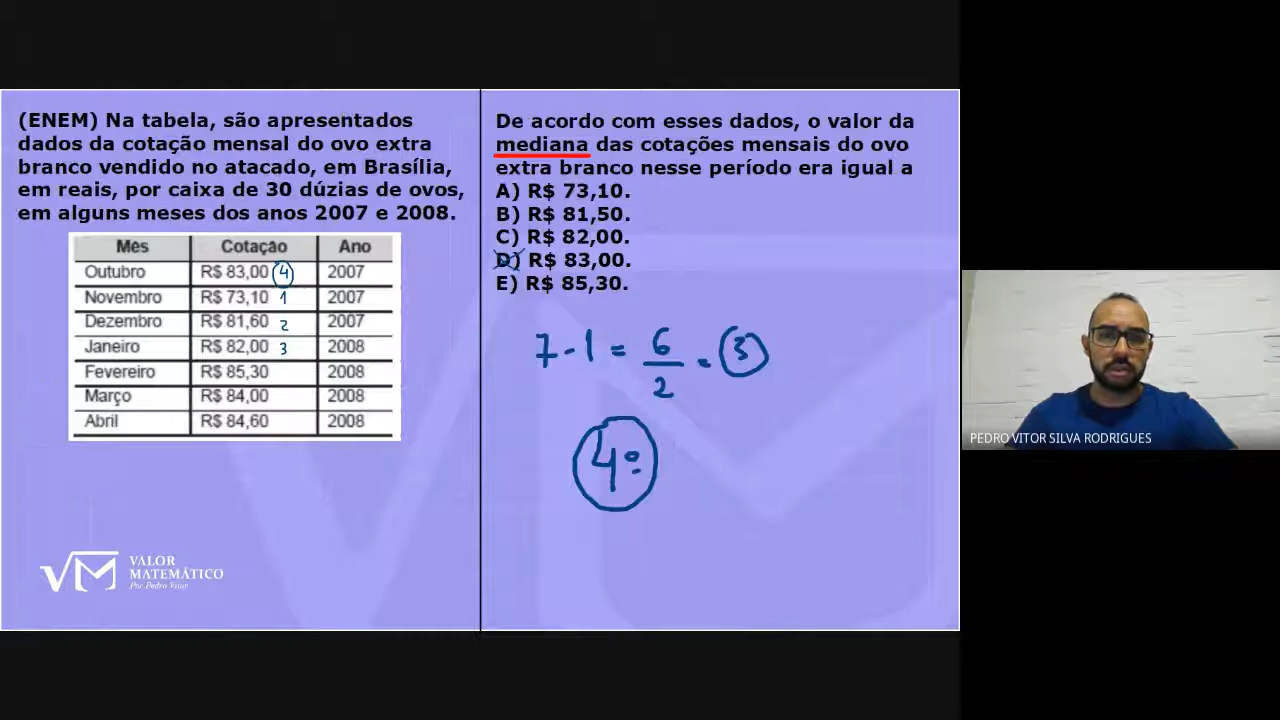 (ENEM) Na tabela, são apresentados
dados da cotação mensal do ovo extra
branco vendido no atacado, em Brasília,
em reais, por caixa de 30 dúzias de ovos,
em alguns meses dos anos 2007 e 2008.
Mês Cotação Ano
Outubro R$ 83,00 4 2007
Novembro R$ 73,10 1 2007
Dezembro R$ 81,60 2 2007
Janeiro R$ 82,00 3 2008
Fevereiro R$ 85,30 2008
Março R$ 84,00 2008
Abril R$ 84,60 2008
VALOR
MATEMÁTICO
Por Pedro Vitor
De acordo com esses dados, o valor da
mediana das cotações mensais do ovo
extra branco nesse período era igual a
A) R$ 73,10.
B) R$ 81,50.
C) R$ 82,00.
D) R$ 83,00.
E) R$ 85,30.
7 - 1 = 6/2 = 3
4º
PEDRO VITOR SILVA RODRIGUES